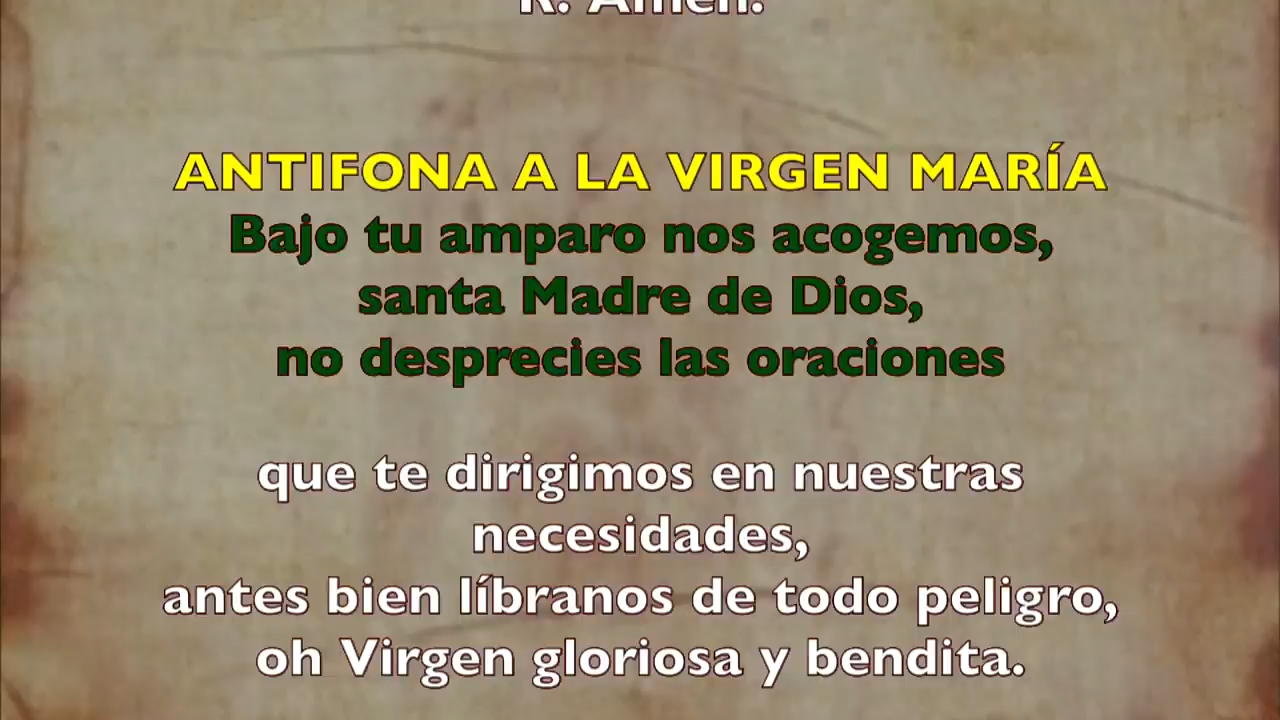 R. Amén.
ANTIFONA A LA VIRGEN MARÍA
Bajo tu amparo nos acogemos,
santa Madre de Dios,
no desprecies las oraciones
que te dirigimos en nuestras
necesidades,
antes bien líbranos de todo peligro,
oh Virgen gloriosa y bendita.